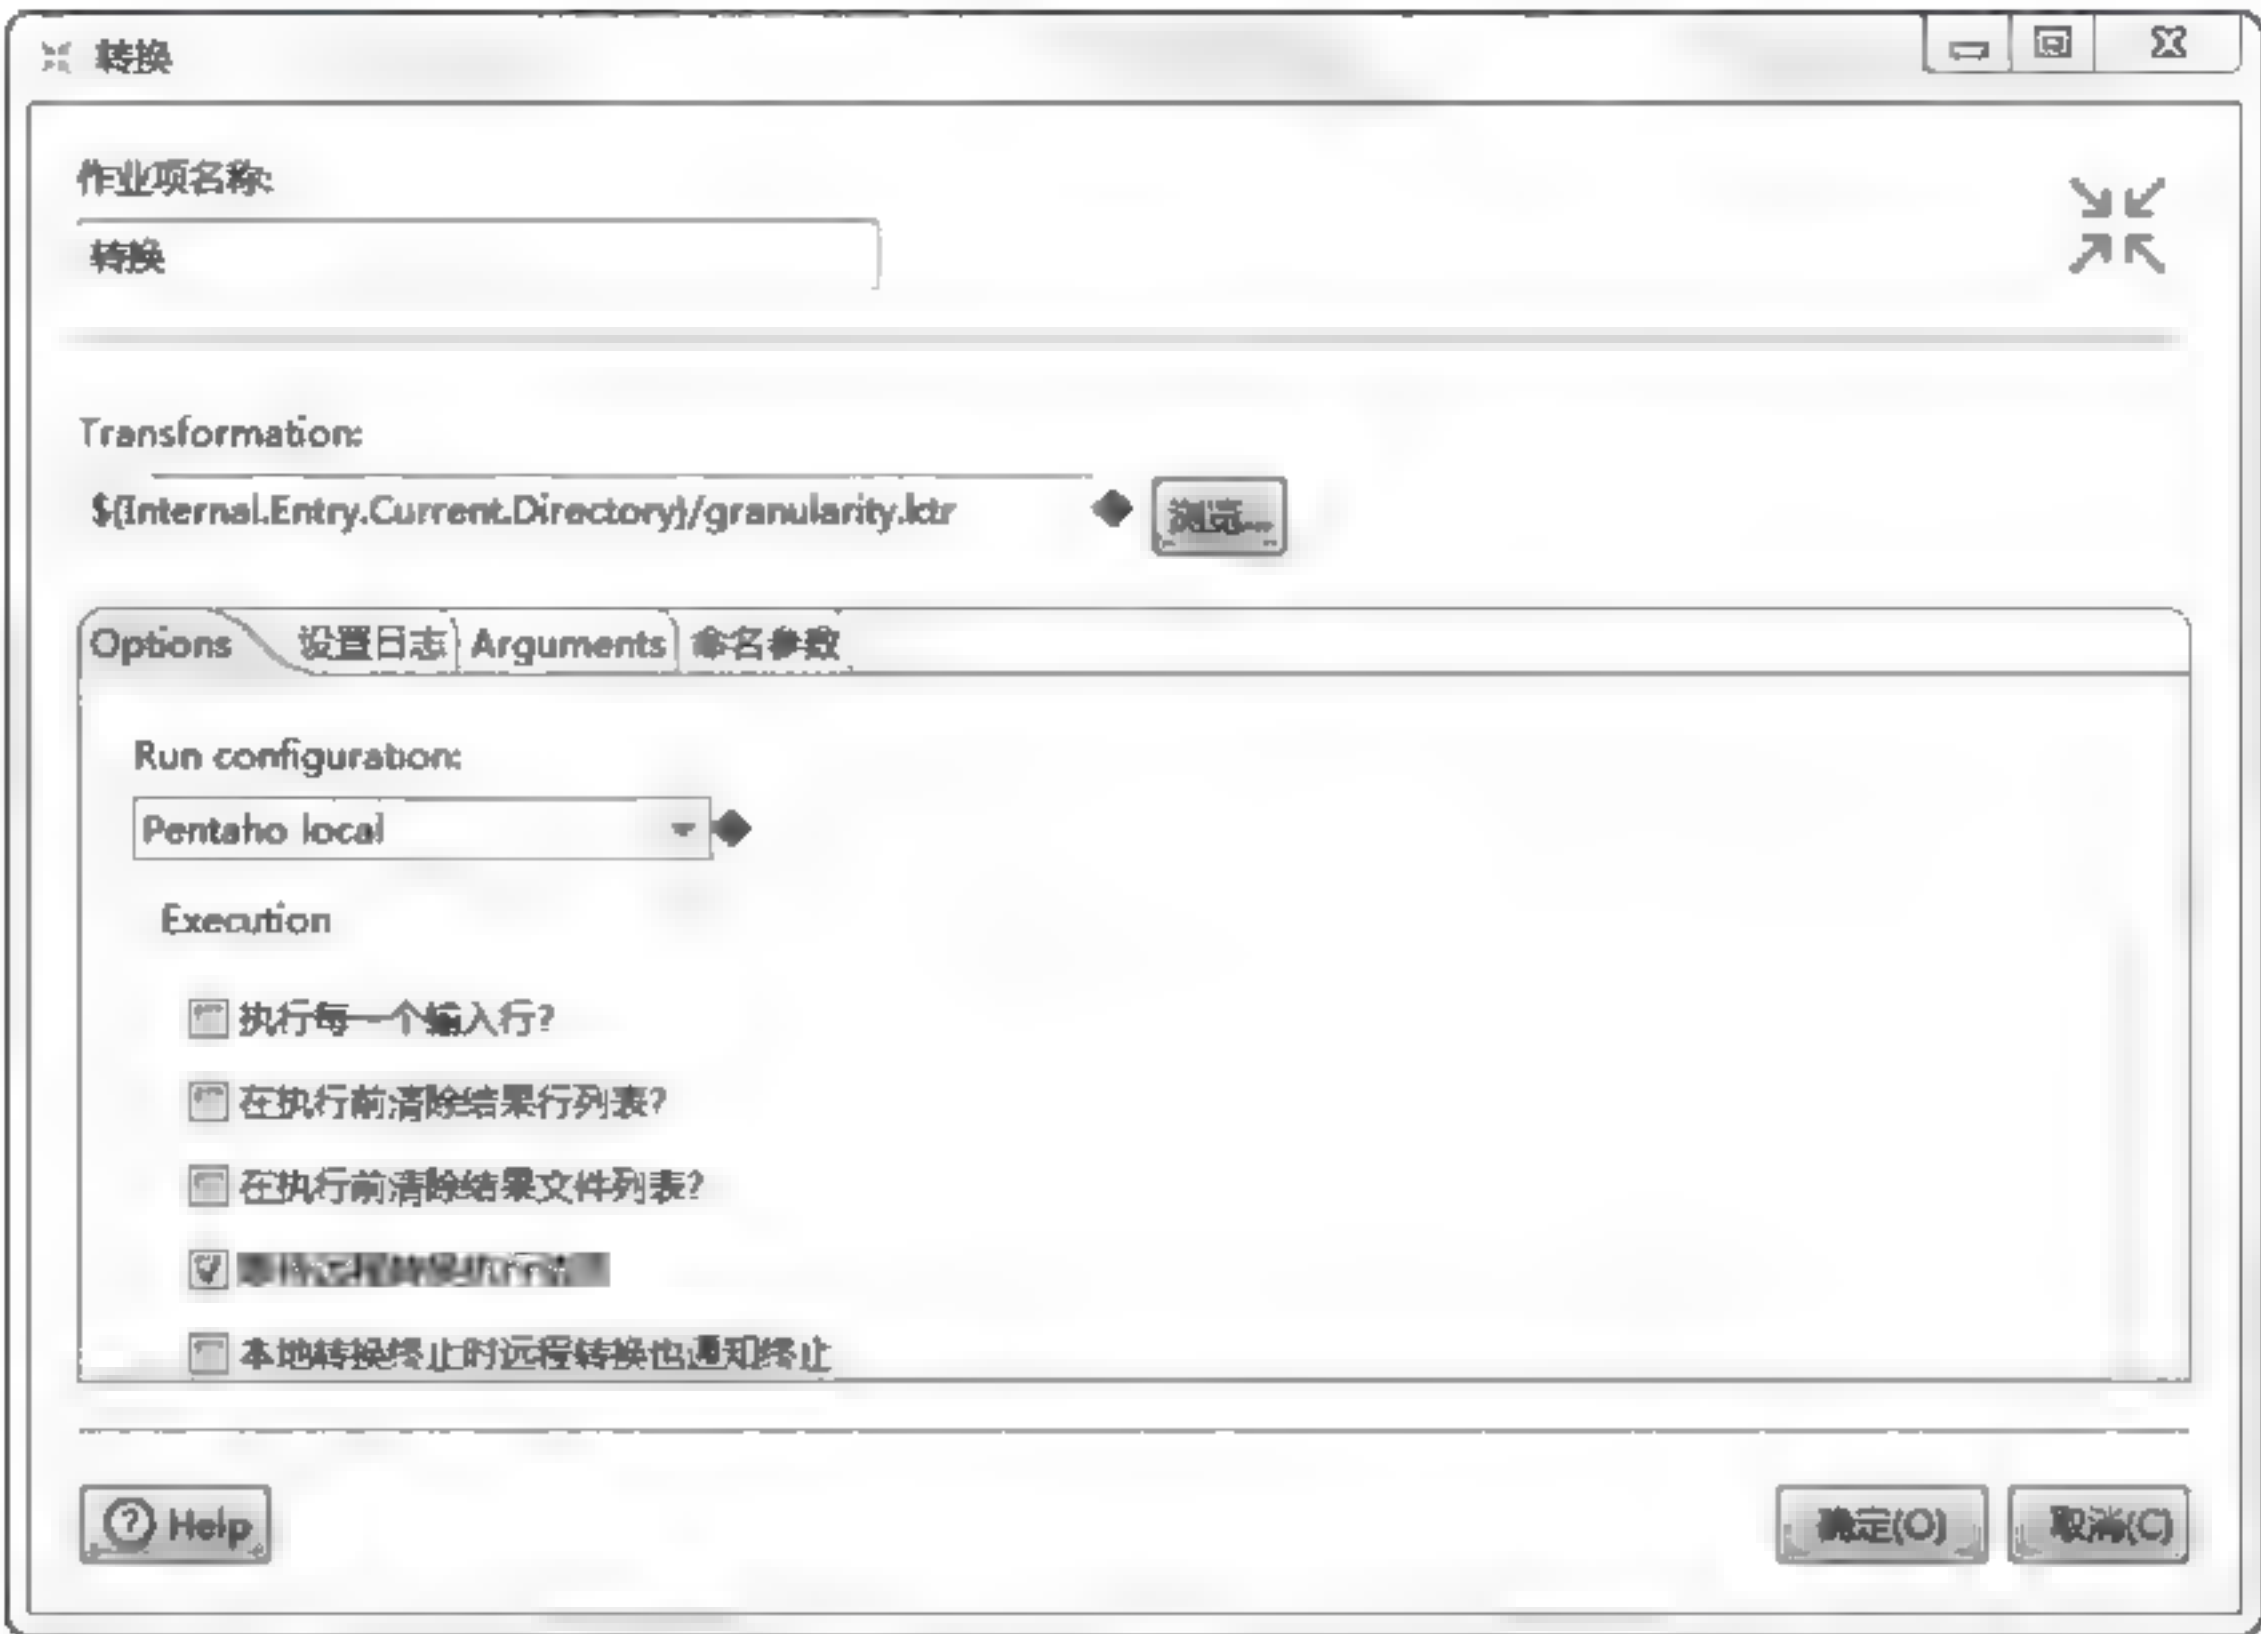 转换
作业项名称:
转换
Transformation:
${Internal.Entry.Current.Directory}/granularity.ktr
浏览...
Options 设置日志 Arguments 命名参数
Run configuration:
Pentaho local
Execution
执行每一个输入行?
在执行前清除结果行列表?
在执行前清除结果文件列表?
本地转换终止时远程转换也通知终止
Help 确定(O) 取消(C)